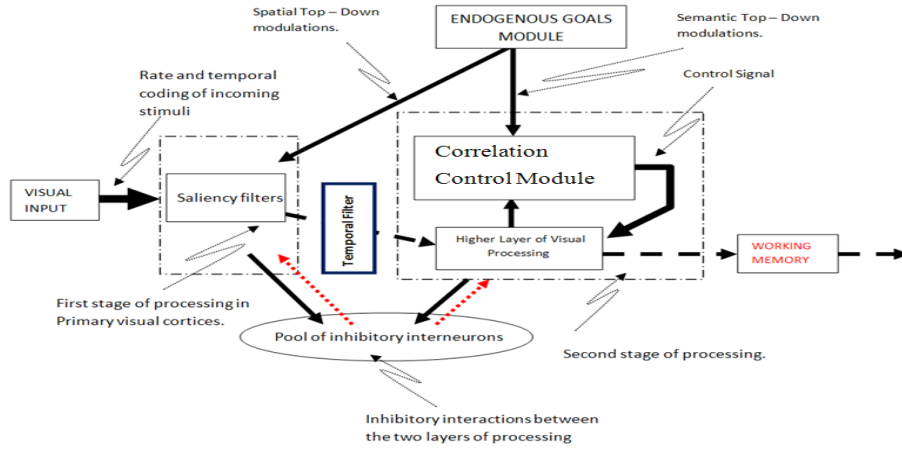 Spatial Top – Down
modulations.
ENDOGENOUS GOALS
MODULE
Semantic Top – Down
modulations.
Rate and temporal
coding of incoming
stimuli
Control Signal
Correlation
Control Module
VISUAL
INPUT
Saliency filters
Temporal Filter
Higher Layer of Visual
Processing
WORKING
MEMORY
First stage of processing in
Primary visual cortices.
Pool of inhibitory interneurons
Second stage of processing.
Inhibitory interactions between
the two layers of processing